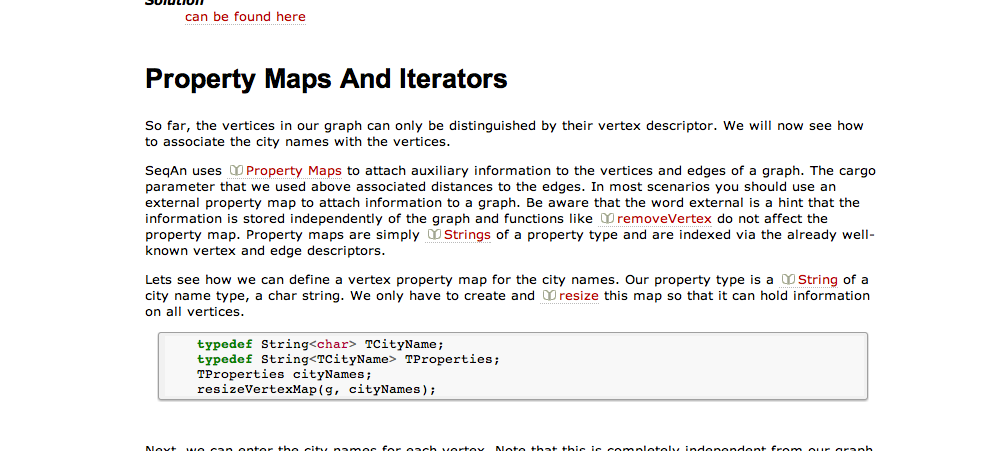 Solution
can be found here
Property Maps And Iterators
So far, the vertices in our graph can only be distinguished by their vertex descriptor. We will now see how
to associate the city names with the vertices.
SeqAn uses Property Maps to attach auxiliary information to the vertices and edges of a graph. The cargo
parameter that we used above associated distances to the edges. In most scenarios you should use an
external property map to attach information to a graph. Be aware that the word external is a hint that the
information is stored independently of the graph and functions like removeVertex do not affect the
property map. Property maps are simply Strings of a property type and are indexed via the already well-
known vertex and edge descriptors.
Lets see how we can define a vertex property map for the city names. Our property type is a String of a
city name type, a char string. We only have to create and resize this map so that it can hold information
on all vertices.
typedef String<char> TCityName;
typedef String<TCityName> TProperties;
TProperties cityNames;
resizeVertexMap(g, cityNames);
Next, we can enter the city names for each vertex. Note that this is completely independent from our graph